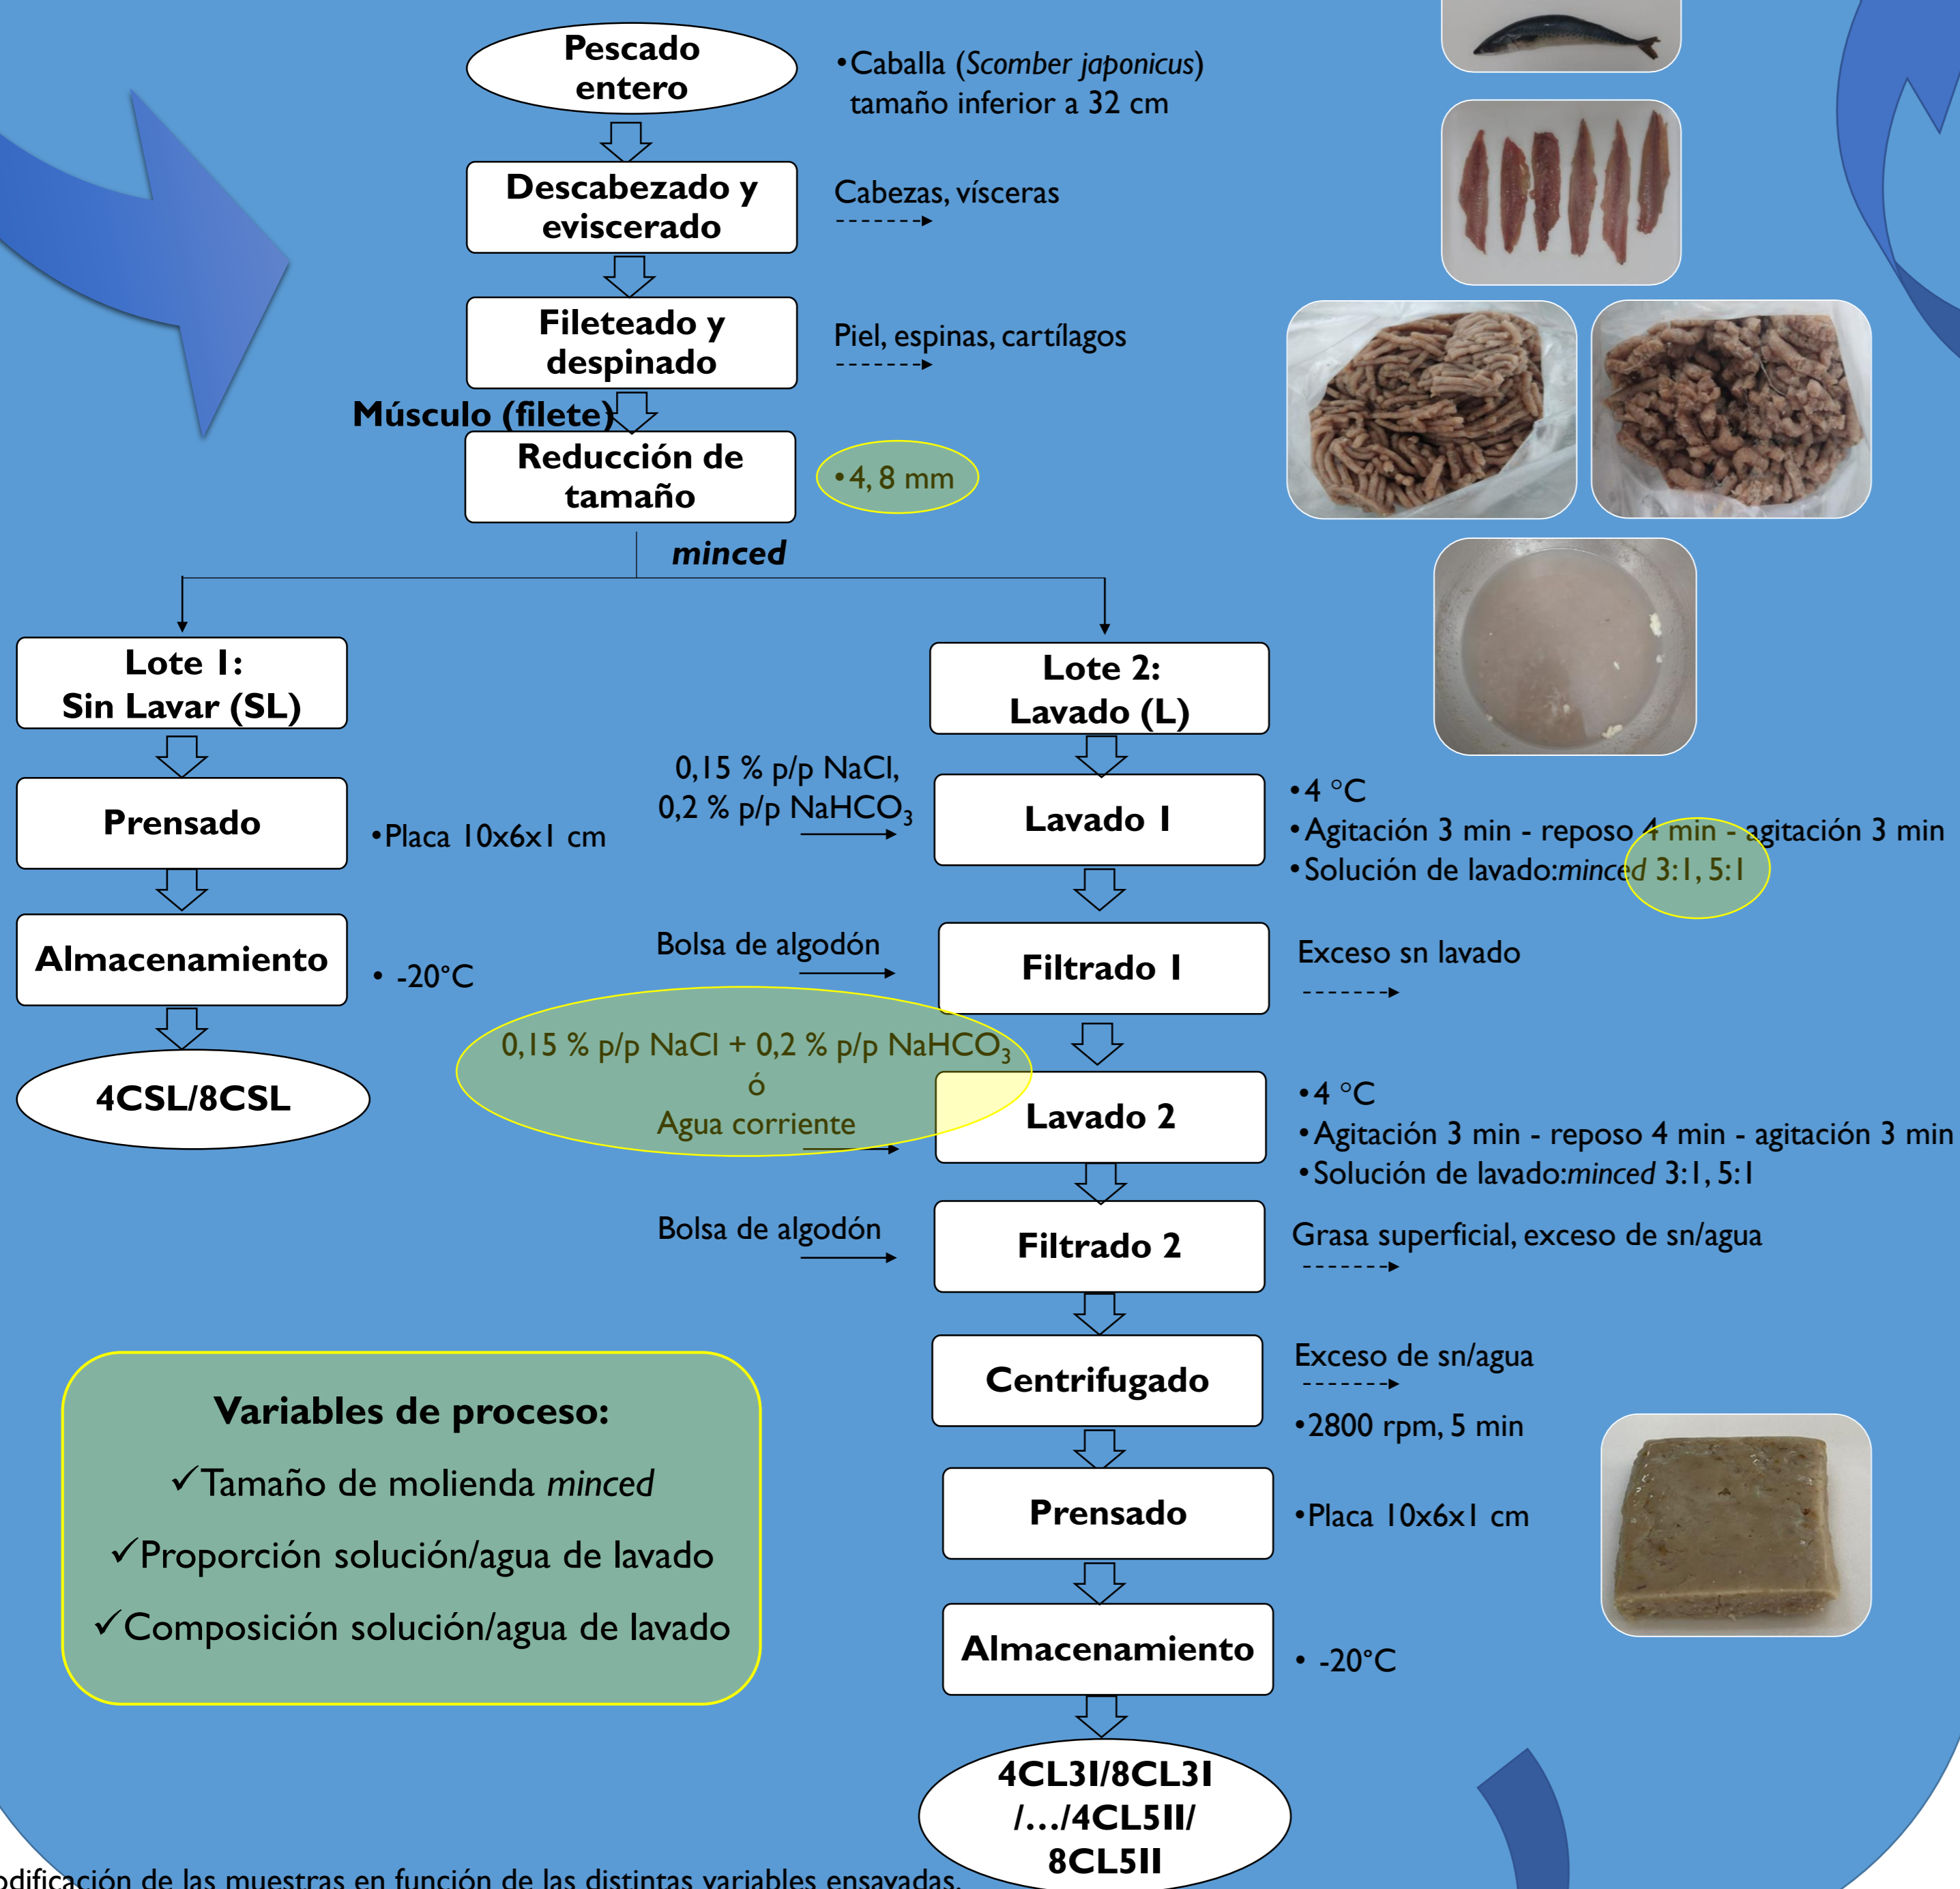 Pescado
entero
•Caballa (Scomber japonicus)
tamaño inferior a 32 cm
Descabezado y
eviscerado
Cabezas, vísceras
Fileteado y
despinado
Piel, espinas, cartílagos
Músculo (filete)
Reducción de
tamaño
•4, 8 mm
minced
Lote 1:
Sin Lavar (SL)
Prensado
•Placa 10x6x1 cm
Almacenamiento
• -20°C
4CSL/8CSL
Lote 2:
Lavado (L)
0,15 % p/p NaCl,
0,2 % p/p NaHCO₃
Lavado 1
•4 °C
•Agitación 3 min - reposo 4 min - agitación 3 min
•Solución de lavado:minced 3:1, 5:1
Bolsa de algodón
Filtrado 1
Exceso sn lavado
0,15 % p/p NaCl + 0,2 % p/p NaHCO₃
ó
Agua corriente
Lavado 2
•4 °C
•Agitación 3 min - reposo 4 min - agitación 3 min
•Solución de lavado:minced 3:1, 5:1
Bolsa de algodón
Filtrado 2
Grasa superficial, exceso de sn/agua
Centrifugado
Exceso de sn/agua
•2800 rpm, 5 min
Prensado
•Placa 10x6x1 cm
Almacenamiento
• -20°C
4CL3I/8CL3I
/…/4CL5II/
8CL5II
Variables de proceso:
✓Tamaño de molienda minced
✓Proporción solución/agua de lavado
✓Composición solución/agua de lavado
de las muestras en función de las distintas variables ensayadas.